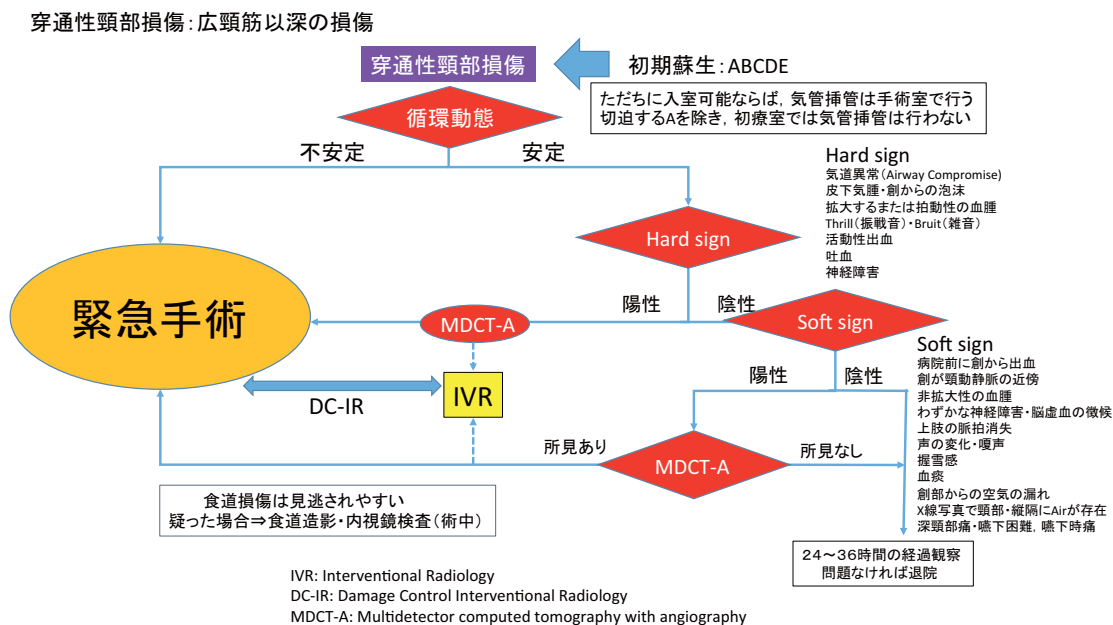 穿通性頸部損傷：広頸筋以深の損傷
穿通性頸部損傷
初期蘇生：ABCDE
ただちに入室可能ならば，気管挿管は手術室で行う
切迫するAを除き，初療室では気管挿管は行わない
循環動態
不安定
安定
Hard sign
気道異常（Airway Compromise)
皮下気腫・創からの泡沫
拡大するまたは拍動性の血腫
Thrill（振戦音）・Bruit（雑音）
活動性出血
吐血
神経障害
Hard sign
陽性
陰性
緊急手術
MDCT-A
Soft sign
Soft sign
病院前に創から出血
創が頸動静脈の近傍
非拡大性の血腫
わずかな神経障害・脳虚血の徴候
上肢の脈拍消失
声の変化・嗄声
握雪感
血痰
創部からの空気の漏れ
X線写真で頸部・縦隔にAirが存在
深頸部痛・嚥下困難，嚥下時痛
陽性
陰性
DC-IR
IVR
所見あり
MDCT-A
所見なし
食道損傷は見逃されやすい
疑った場合⇒食道造影・内視鏡検査（術中）
２４～３６時間の経過観察
問題なければ退院
IVR: Interventional Radiology
DC-IR: Damage Control Interventional Radiology
MDCT-A: Multidetector computed tomography with angiography